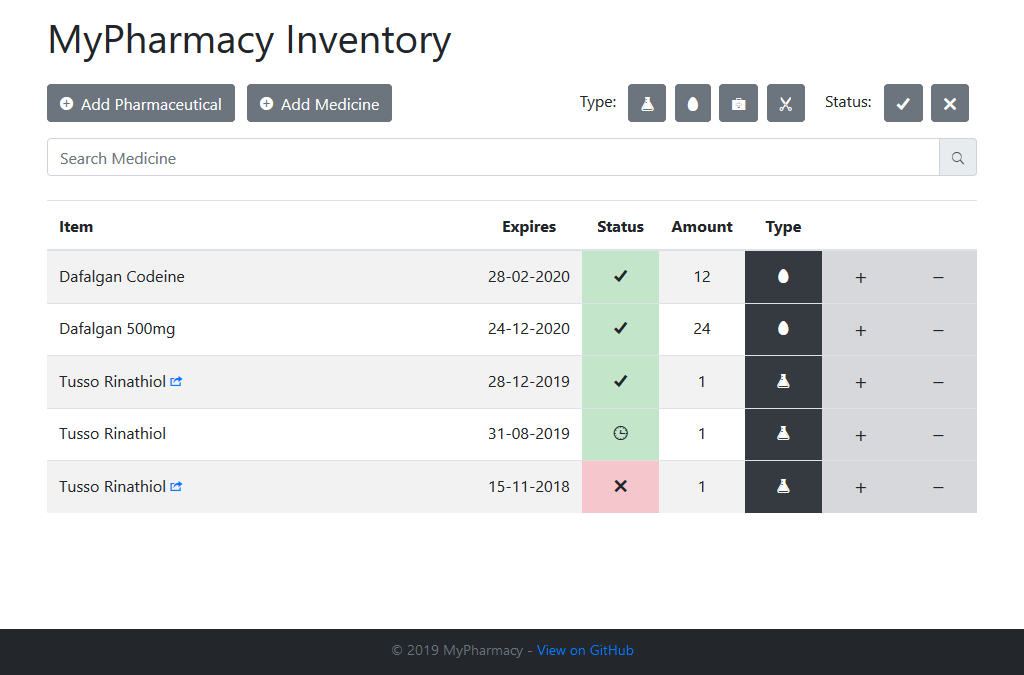 MyPharmacy Inventory
Add Pharmaceutical Add Medicine Type: Status:
Search Medicine
Item Expires Status Amount Type
Dafalgan Codeine 28-02-2020 12 + −
Dafalgan 500mg 24-12-2020 24 + −
Tusso Rinathiol 28-12-2019 1 + −
Tusso Rinathiol 31-08-2019 1 + −
Tusso Rinathiol 15-11-2018 1 + −
© 2019 MyPharmacy - View on GitHub